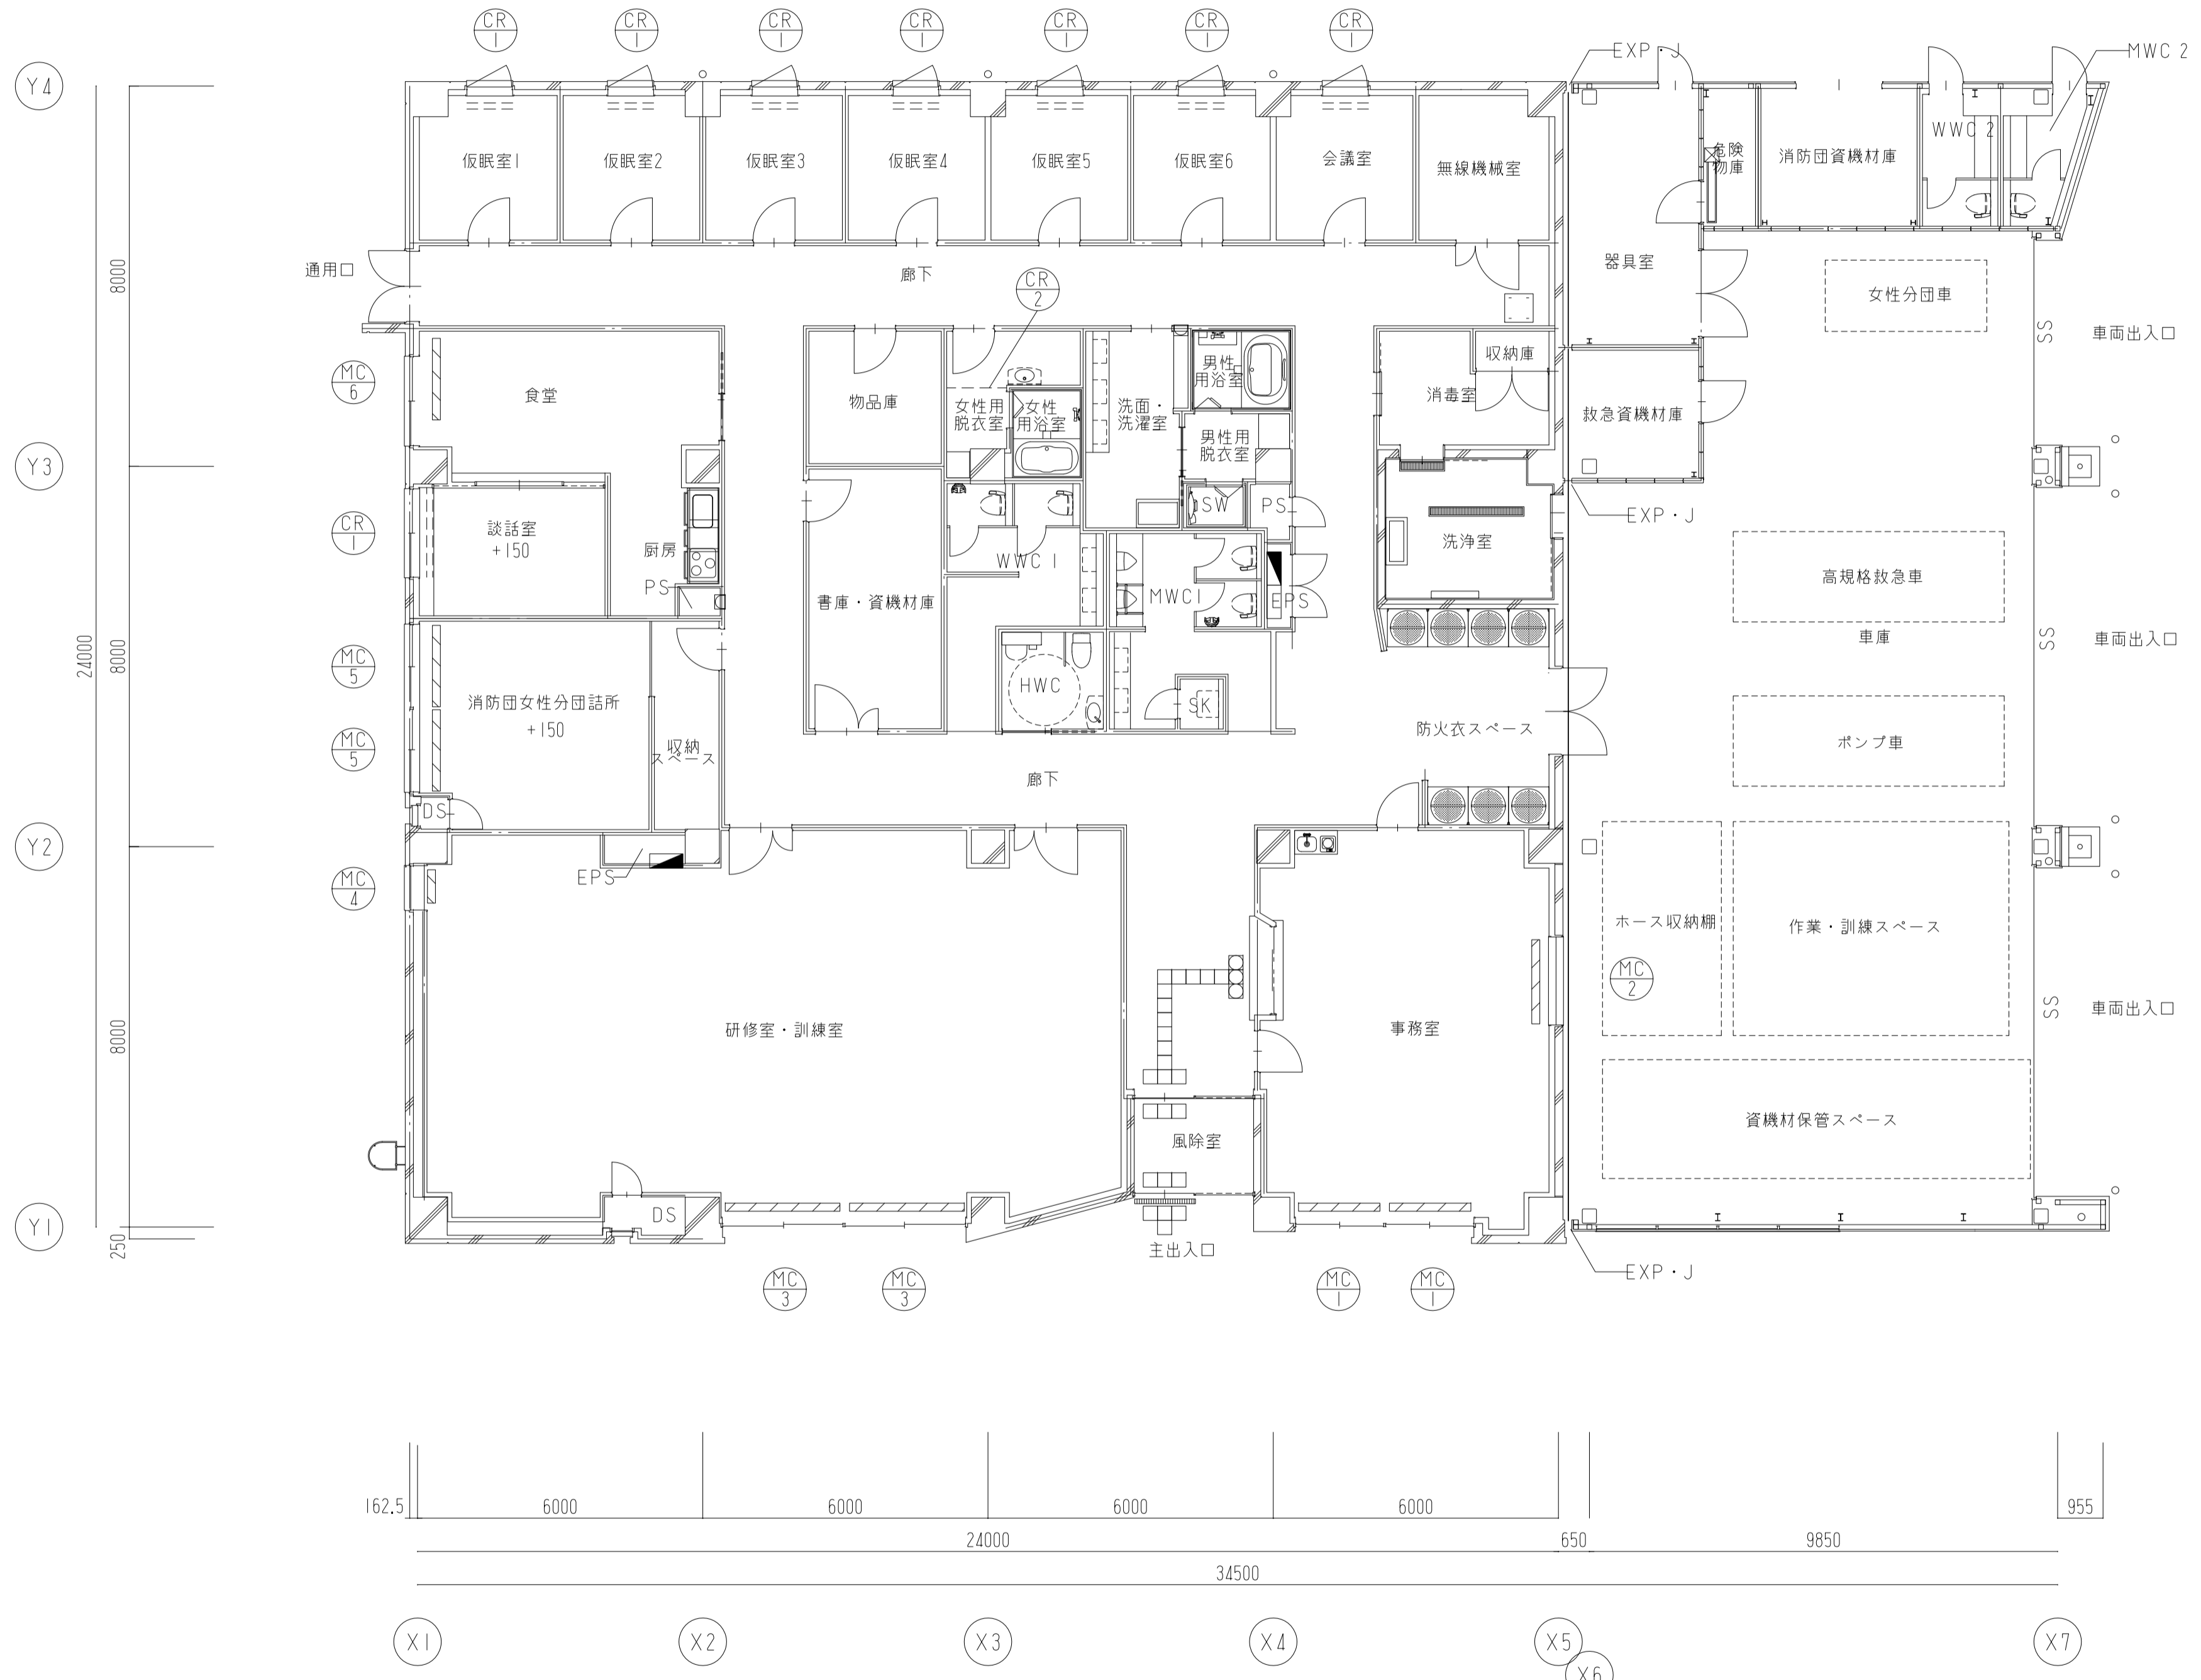 CR 1
CR 1
CR 1
CR 1
CR 1
CR 1
CR 1
EXP・J
MWC 2
Y4
仮眠室1
仮眠室2
仮眠室3
仮眠室4
仮眠室5
仮眠室6
会議室
無線機械室
危険
物庫
消防団資機材庫
WWC 2
通用口
廊下
CR 2
器具室
女性分団車
SS
車両出入口
8000
MC 6
食堂
物品庫
女性用
脱衣室
女性
用浴室
洗面・
洗濯室
男性
用浴室
男性用
脱衣室
消毒室
収納庫
救急資機材庫
Y3
CR 1
談話室
+150
厨房
PS
SW
PS
EXP・J
洗浄室
WWC 1
MWC1
EPS
書庫・資機材庫
高規格救急車
車庫
SS
車両出入口
24000
8000
MC 5
MC 5
消防団女性分団詰所
+150
収納
スペース
HWC
SK
防火衣スペース
ポンプ車
DS
廊下
Y2
MC 4
EPS
ホース収納棚
MC 2
作業・訓練スペース
8000
研修室・訓練室
事務室
SS
車両出入口
風除室
資機材保管スペース
DS
Y1
250
主出入口
EXP・J
MC 3
MC 3
MC 1
MC 1
162.5
6000
6000
6000
6000
955
24000
650
9850
34500
X1
X2
X3
X4
X5
X6
X7